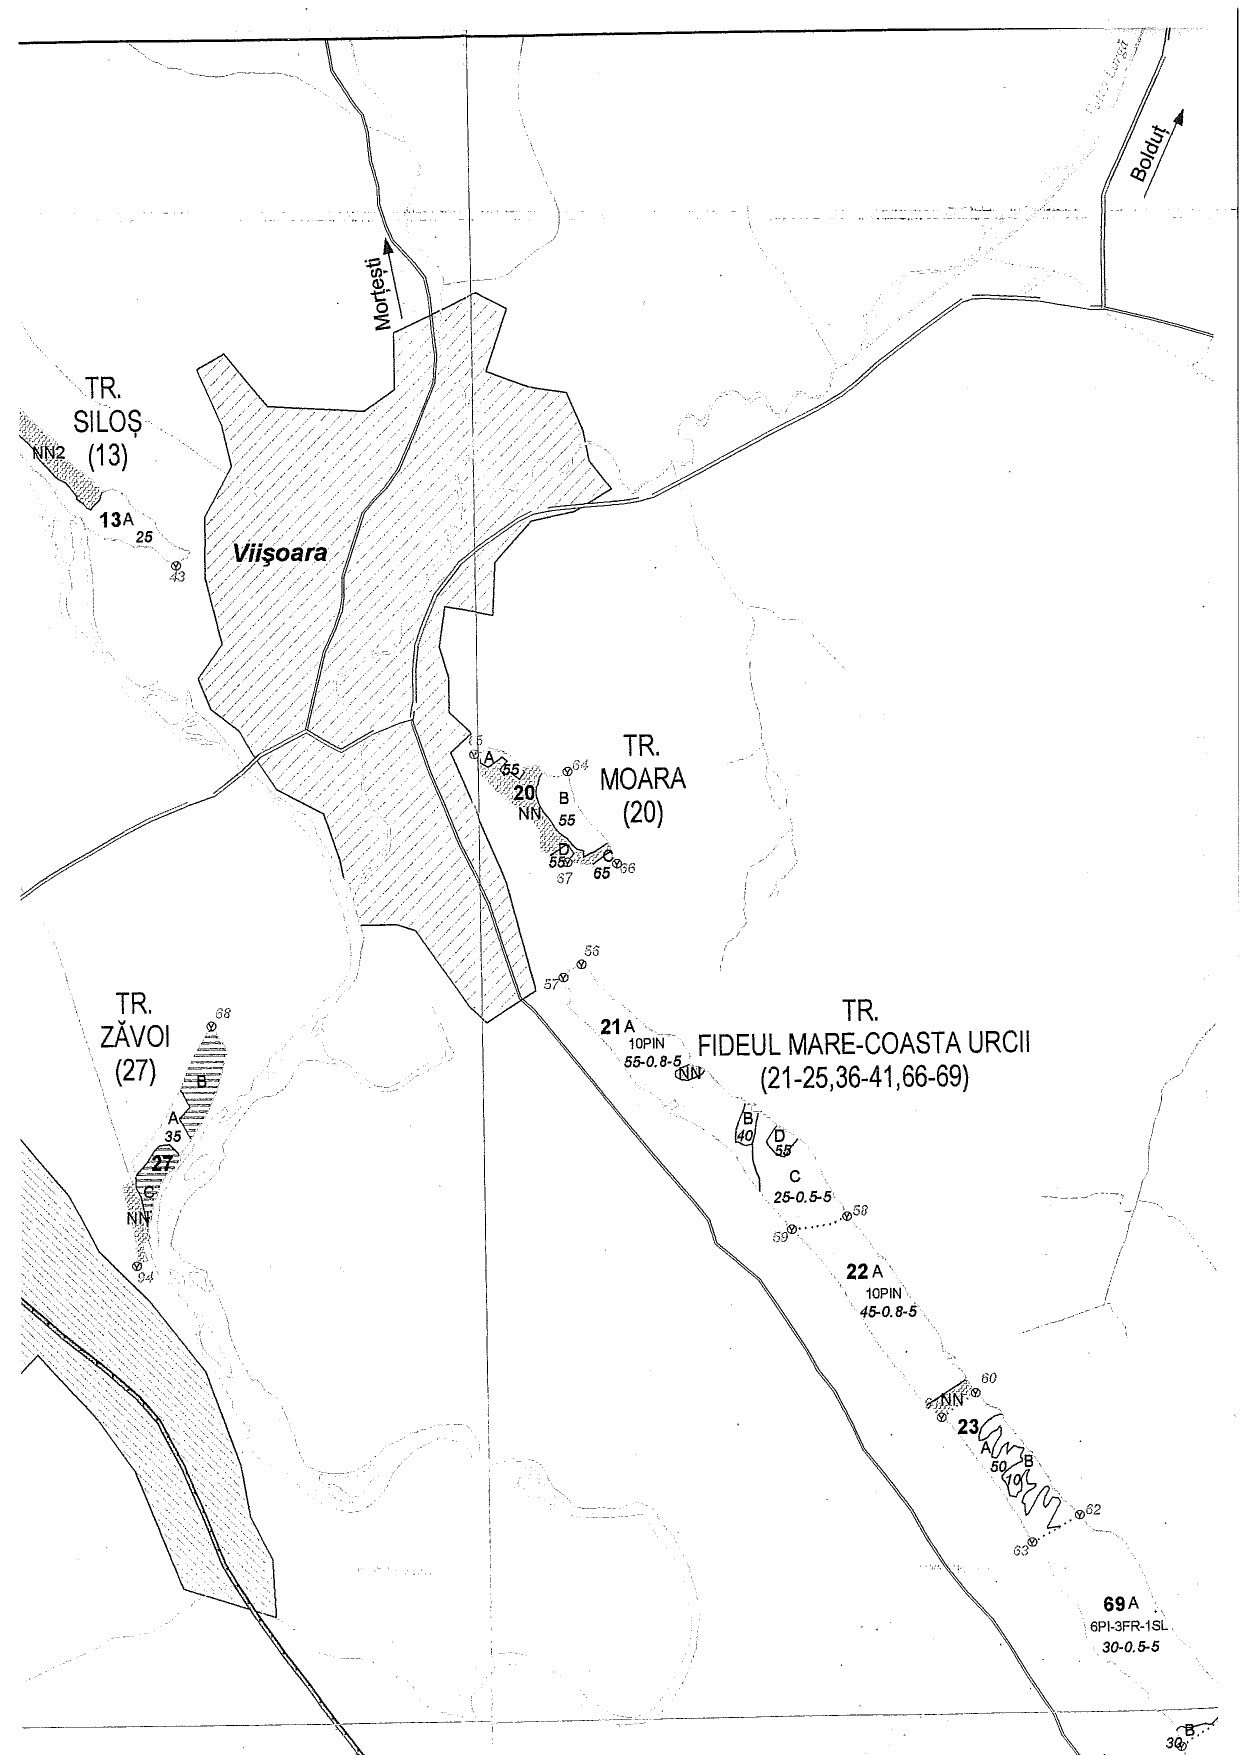 Bolduț
Morțești
TR.
SILOȘ
(13)
NN2
13A
25
43
Viişoara
A
55
64
20
NN
B
55
D
55
67
C
65
66
TR.
MOARA
(20)
56
57
21A
10PIN
55-0.8-5
NN
TR.
FIDEUL MARE-COASTA URCII
(21-25,36-41,66-69)
TR.
ZĂVOI
(27)
68
B
A
35
27
C
NN
94
B
40
D
55
C
25-0.5-5
58
59
22A
10PIN
45-0.8-5
60
NN
23
A
50
B
10
62
63
69A
6PI-3FR-1SL
30-0.5-5
B
30